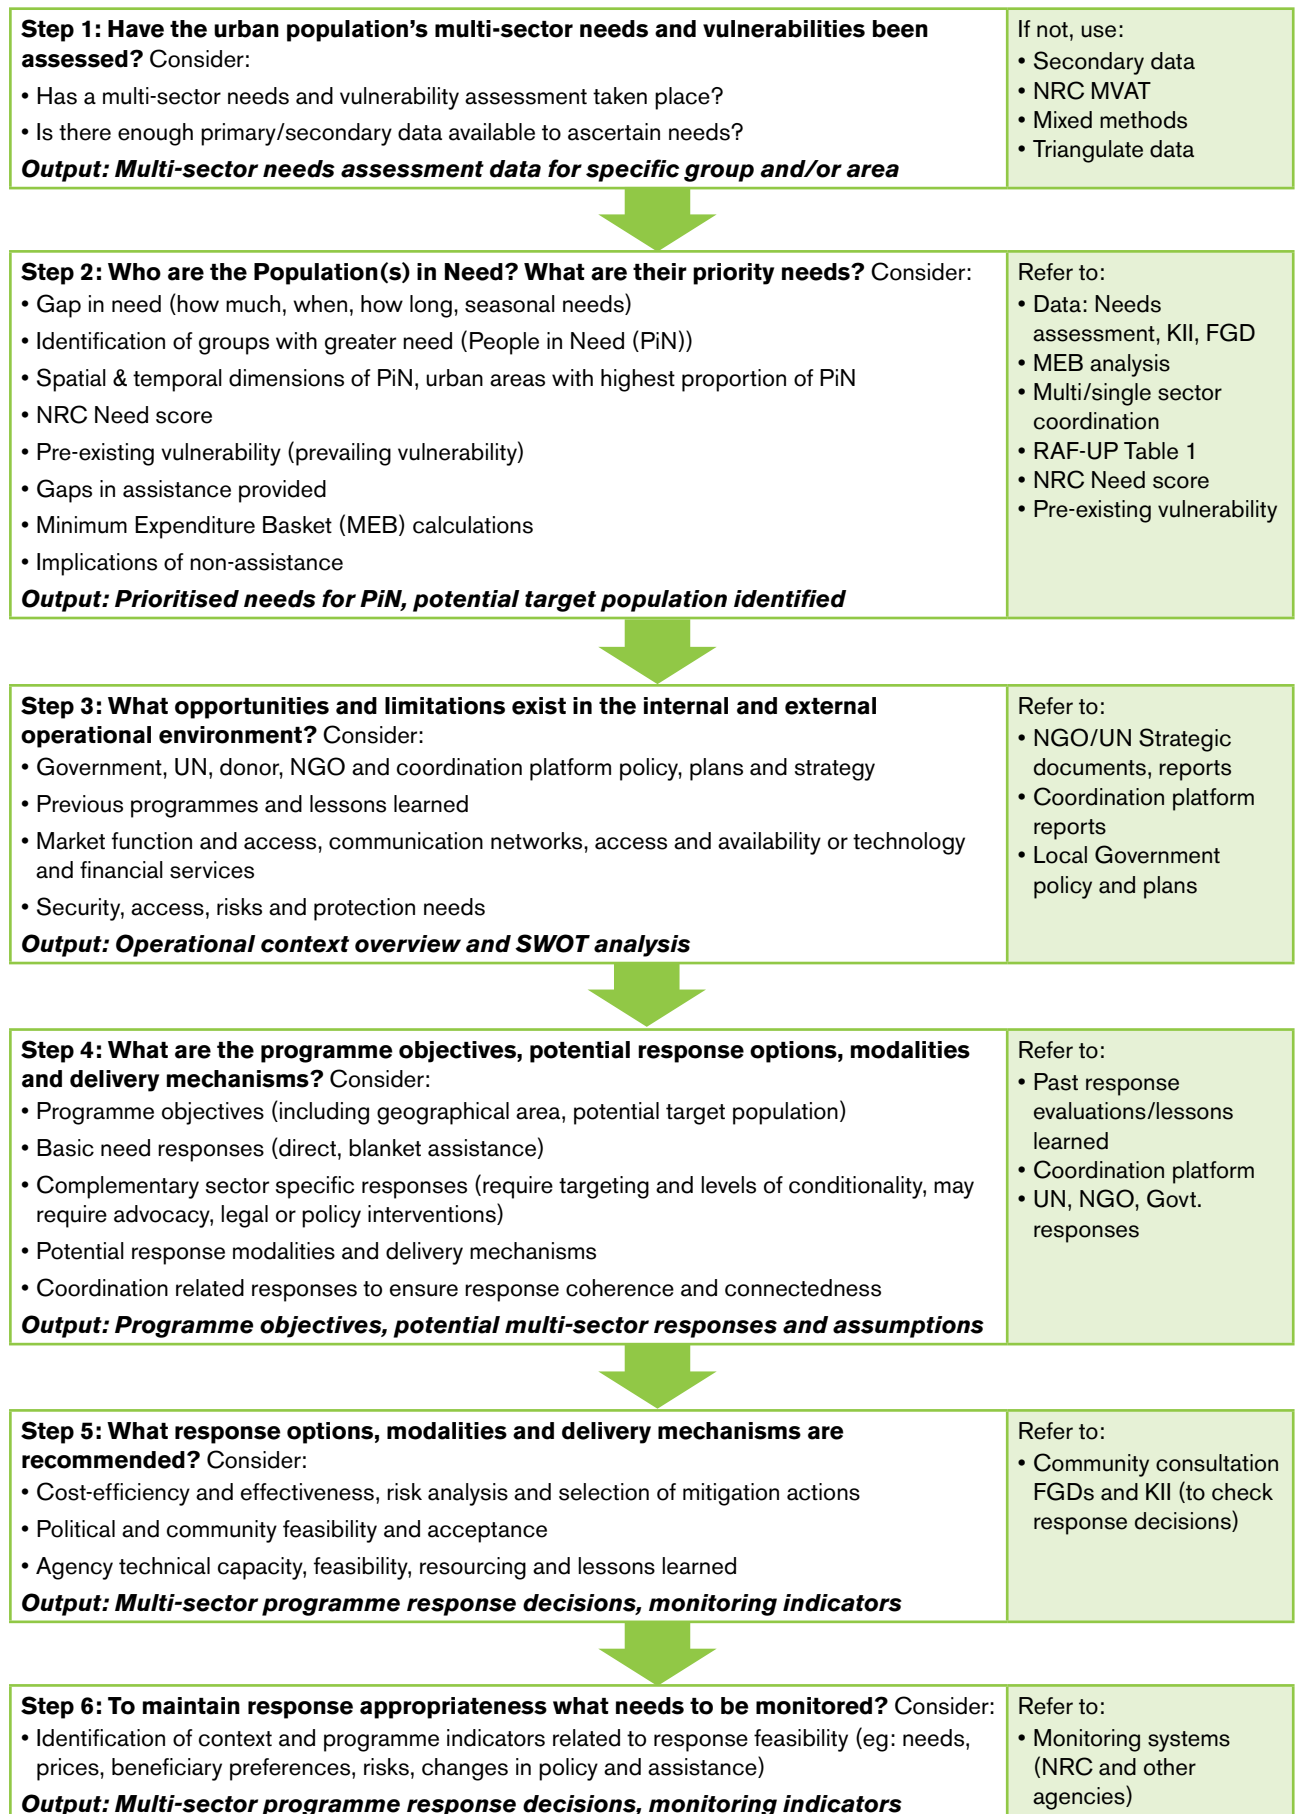 Step 1: Have the urban population’s multi-sector needs and vulnerabilities been
assessed? Consider:
• Has a multi-sector needs and vulnerability assessment taken place?
• Is there enough primary/secondary data available to ascertain needs?
Output: Multi-sector needs assessment data for specific group and/or area
If not, use:
• Secondary data
• NRC MVAT
• Mixed methods
• Triangulate data
Step 2: Who are the Population(s) in Need? What are their priority needs? Consider:
• Gap in need (how much, when, how long, seasonal needs)
• Identification of groups with greater need (People in Need (PiN))
• Spatial & temporal dimensions of PiN, urban areas with highest proportion of PiN
• NRC Need score
• Pre-existing vulnerability (prevailing vulnerability)
• Gaps in assistance provided
• Minimum Expenditure Basket (MEB) calculations
• Implications of non-assistance
Output: Prioritised needs for PiN, potential target population identified
Refer to:
• Data: Needs
assessment, KII, FGD
• MEB analysis
• Multi/single sector
coordination
• RAF-UP Table 1
• NRC Need score
• Pre-existing vulnerability
Step 3: What opportunities and limitations exist in the internal and external
operational environment? Consider:
• Government, UN, donor, NGO and coordination platform policy, plans and strategy
• Previous programmes and lessons learned
• Market function and access, communication networks, access and availability or technology
and financial services
• Security, access, risks and protection needs
Output: Operational context overview and SWOT analysis
Refer to:
• NGO/UN Strategic
documents, reports
• Coordination platform
reports
• Local Government
policy and plans
Step 4: What are the programme objectives, potential response options, modalities
and delivery mechanisms? Consider:
• Programme objectives (including geographical area, potential target population)
• Basic need responses (direct, blanket assistance)
• Complementary sector specific responses (require targeting and levels of conditionality, may
require advocacy, legal or policy interventions)
• Potential response modalities and delivery mechanisms
• Coordination related responses to ensure response coherence and connectedness
Output: Programme objectives, potential multi-sector responses and assumptions
Refer to:
• Past response
evaluations/lessons
learned
• Coordination platform
• UN, NGO, Govt.
responses
Step 5: What response options, modalities and delivery mechanisms are
recommended? Consider:
• Cost-efficiency and effectiveness, risk analysis and selection of mitigation actions
• Political and community feasibility and acceptance
• Agency technical capacity, feasibility, resourcing and lessons learned
Output: Multi-sector programme response decisions, monitoring indicators
Refer to:
• Community consultation
FGDs and KII (to check
response decisions)
Step 6: To maintain response appropriateness what needs to be monitored? Consider:
• Identification of context and programme indicators related to response feasibility (eg: needs,
prices, beneficiary preferences, risks, changes in policy and assistance)
Output: Multi-sector programme response decisions, monitoring indicators
Refer to:
• Monitoring systems
(NRC and other
agencies)